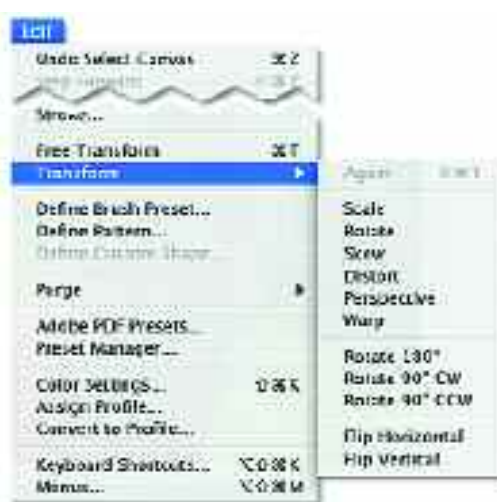 Edit
Undo Select Canvas ⌘Z
Stroke...
Free Transform ⌘T
Transform ▶
Define Brush Preset...
Define Pattern...
Define Custom Shape...
Purge ▶
Adobe PDF Presets...
Preset Manager...
Color Settings... ⇧⌘K
Assign Profile...
Convert to Profile...
Keyboard Shortcuts... ⌥⇧⌘K
Menus... ⌥⇧⌘M
Again ⇧⌘T
Scale
Rotate
Skew
Distort
Perspective
Warp
Rotate 180°
Rotate 90° CW
Rotate 90° CCW
Flip Horizontal
Flip Vertical